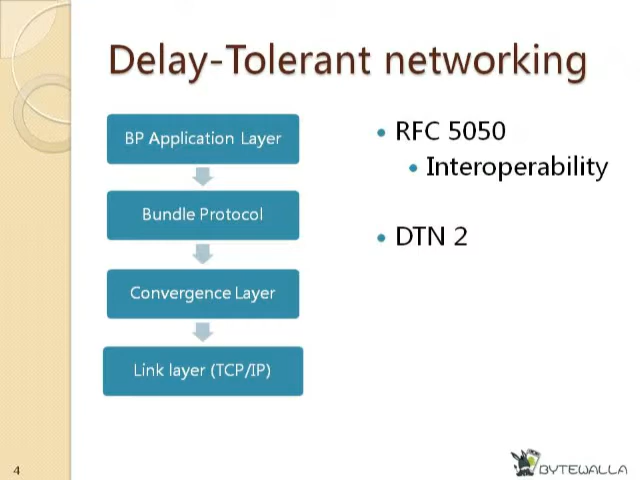 Delay-Tolerant networking
BP Application Layer
Bundle Protocol
Convergence Layer
Link layer (TCP/IP)
RFC 5050
Interoperability
DTN 2
4
BYTEWALLA